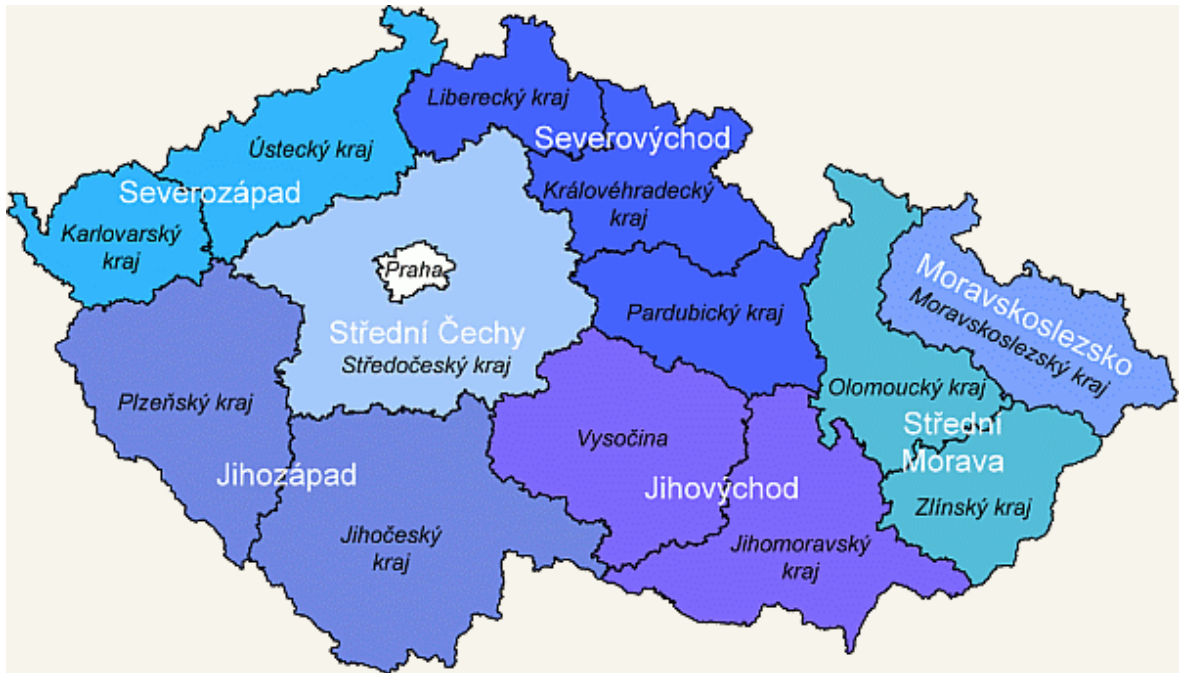 Liberecký kraj
Severovýchod
Ústecký kraj
Severozápad
Královéhradecký
kraj
Karlovarský
kraj
Praha
Moravskoslezsko
Moravskoslezský kraj
Pardubický kraj
Střední Čechy
Středočeský kraj
Plzeňský kraj
Olomoucký kraj
Vysočina
Střední
Morava
Jihozápad
Jihovýchod
Zlínský kraj
Jihočeský
kraj
Jihomoravský
kraj